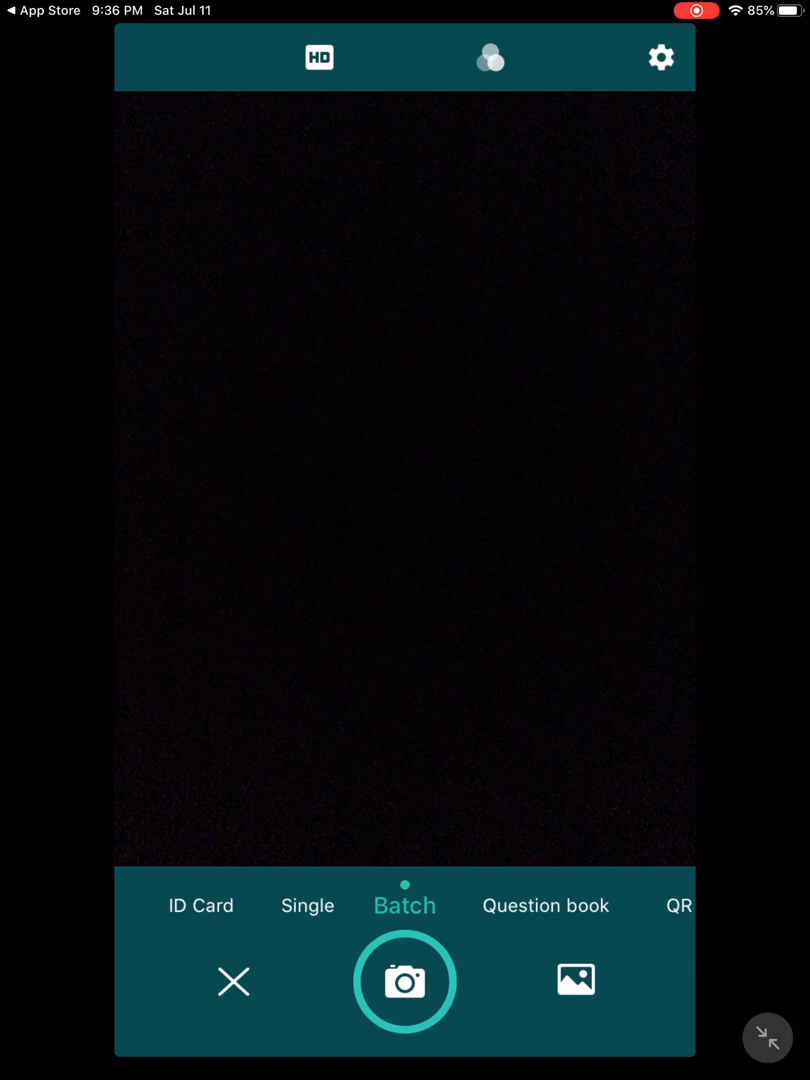 ◀ App Store 9:36 PM Sat Jul 11 85%
HD
ID Card Single Batch Question book QR